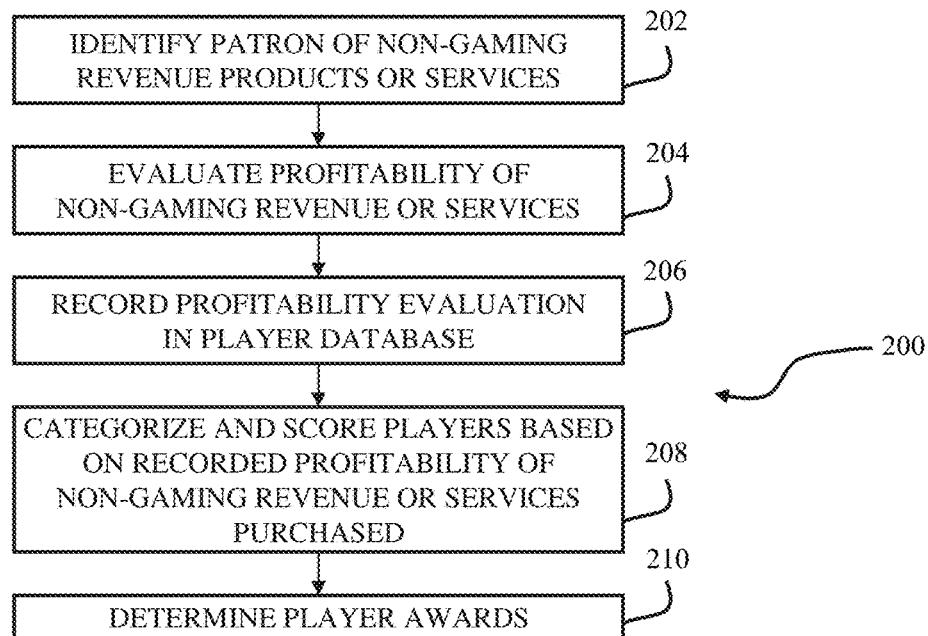 IDENTIFY PATRON OF NON-GAMING
REVENUE PRODUCTS OR SERVICES
202
EVALUATE PROFITABILITY OF
NON-GAMING REVENUE OR SERVICES
204
RECORD PROFITABILITY EVALUATION
IN PLAYER DATABASE
206
200
CATEGORIZE AND SCORE PLAYERS BASED
ON RECORDED PROFITABILITY OF
NON-GAMING REVENUE OR SERVICES
PURCHASED
208
DETERMINE PLAYER AWARDS
210